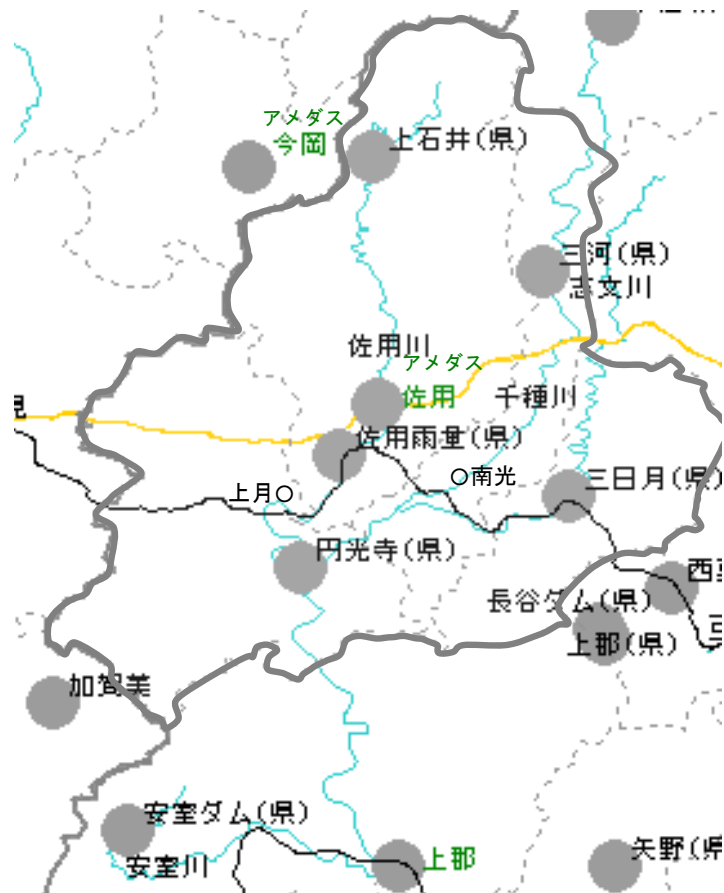 アメダス
今岡
上石井(県)
三河(県)
志文川
佐用川
アメダス
佐用
千種川
佐用雨量(県)
上月
南光
三日月(県)
円光寺(県)
長谷ダム(県)
上郡(県)
加賀美
安室ダム(県)
安室川
上郡
矢野(県